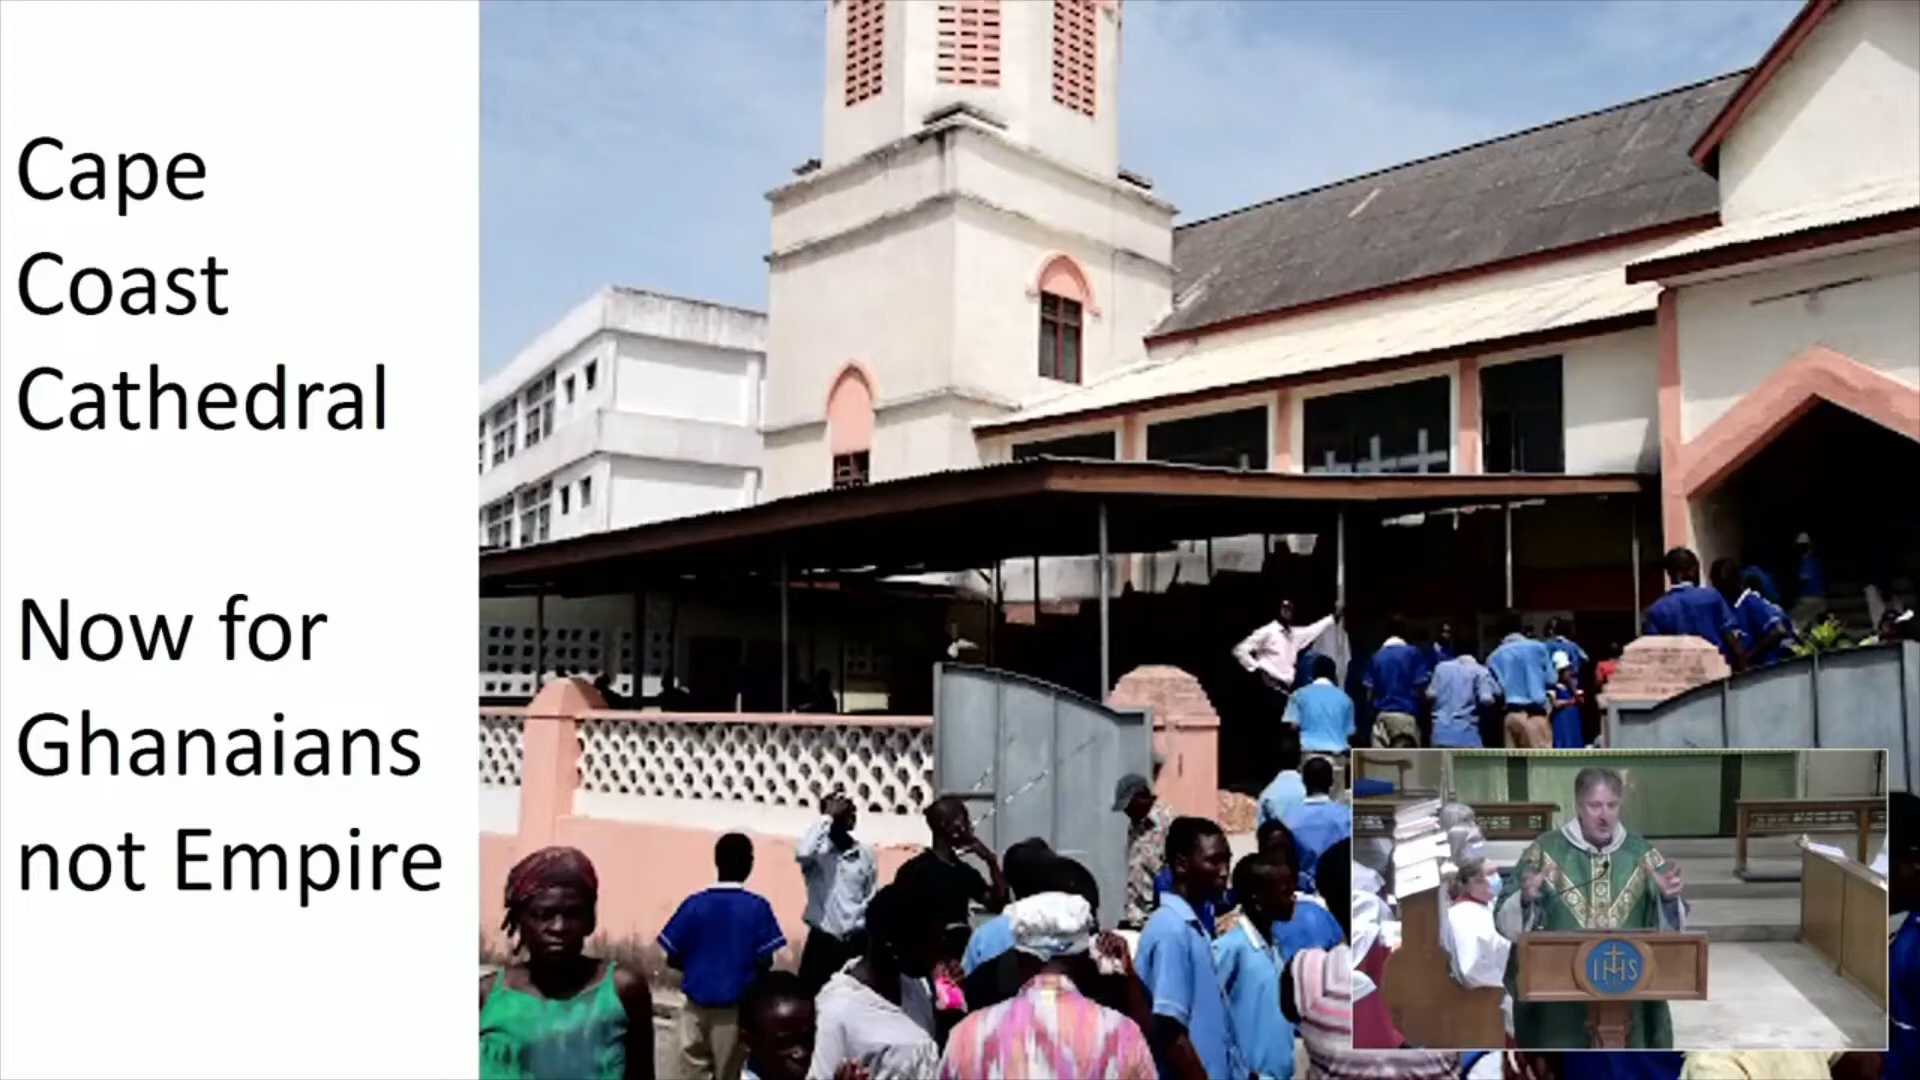 Cape
Coast
Cathedral
Now for
Ghanaians
not Empire
IHS